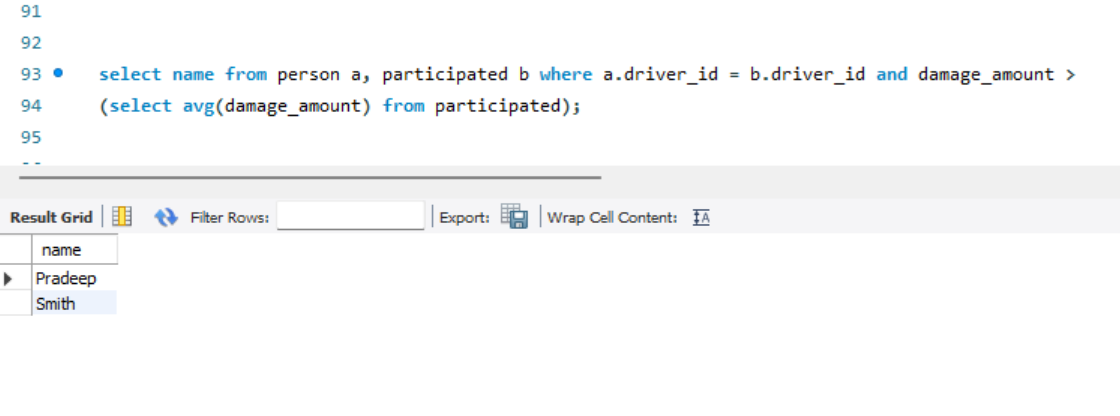 91
92
93 select name from person a, participated b where a.driver_id = b.driver_id and damage_amount >
94 (select avg(damage_amount) from participated);
95
Result Grid Filter Rows: Export: Wrap Cell Content: IA
name
Pradeep
Smith